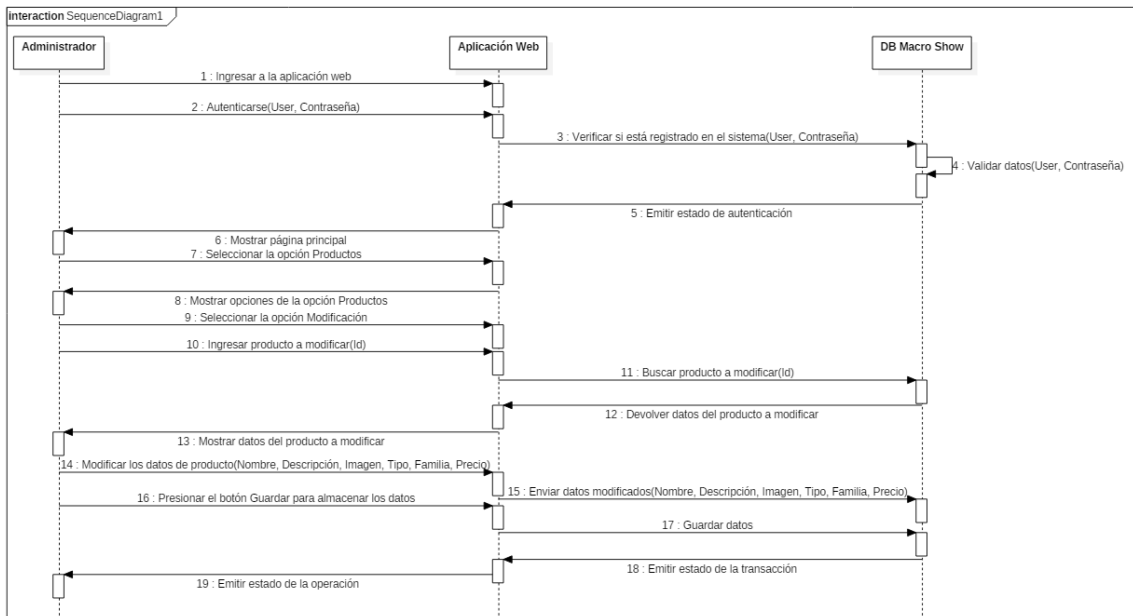 interaction SequenceDiagram1
Administrador
Aplicación Web
DB Macro Show
1 : Ingresar a la aplicación web
2 : Autenticarse(User, Contraseña)
3 : Verificar si está registrado en el sistema(User, Contraseña)
4 : Validar datos(User, Contraseña)
5 : Emitir estado de autenticación
6 : Mostrar página principal
7 : Seleccionar la opción Productos
8 : Mostrar opciones de la opción Productos
9 : Seleccionar la opción Modificación
10 : Ingresar producto a modificar(Id)
11 : Buscar producto a modificar(Id)
12 : Devolver datos del producto a modificar
13 : Mostrar datos del producto a modificar
14 : Modificar los datos de producto(Nombre, Descripción, Imagen, Tipo, Familia, Precio)
15 : Enviar datos modificados(Nombre, Descripción, Imagen, Tipo, Familia, Precio)
16 : Presionar el botón Guardar para almacenar los datos
17 : Guardar datos
18 : Emitir estado de la transacción
19 : Emitir estado de la operación